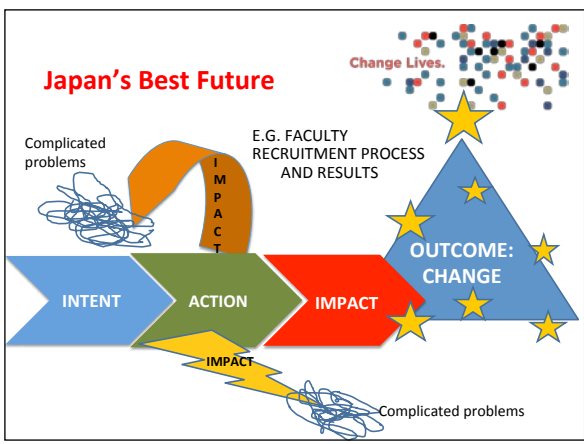 Change Lives.
Japan's Best Future
Complicated
problems
E.G. FACULTY
RECRUITMENT PROCESS
AND RESULTS
IMPACT
OUTCOME:
CHANGE
INTENT
ACTION
IMPACT
IMPACT
Complicated problems